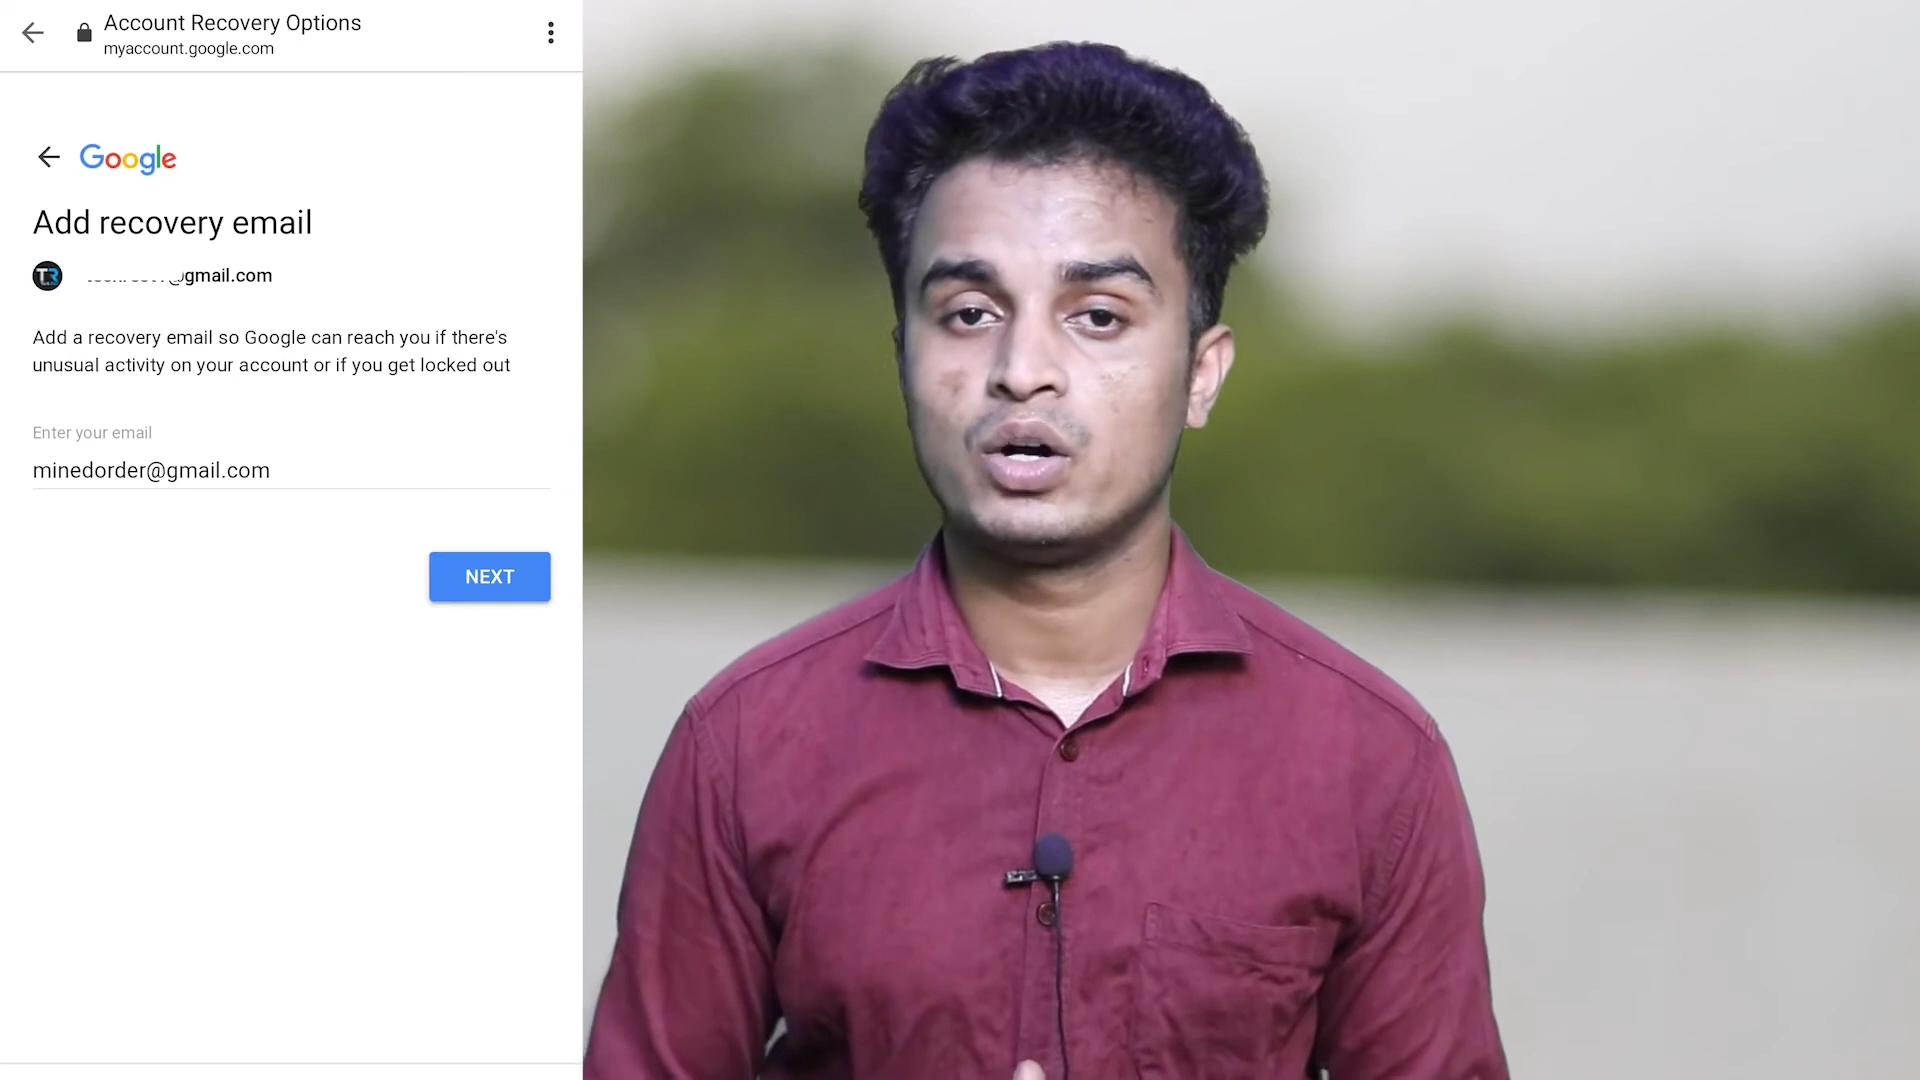 Account Recovery Options
myaccount.google.com
Google
Add recovery email
TR
@gmail.com
Add a recovery email so Google can reach you if there's
unusual activity on your account or if you get locked out
Enter your email
minedorder@gmail.com
NEXT